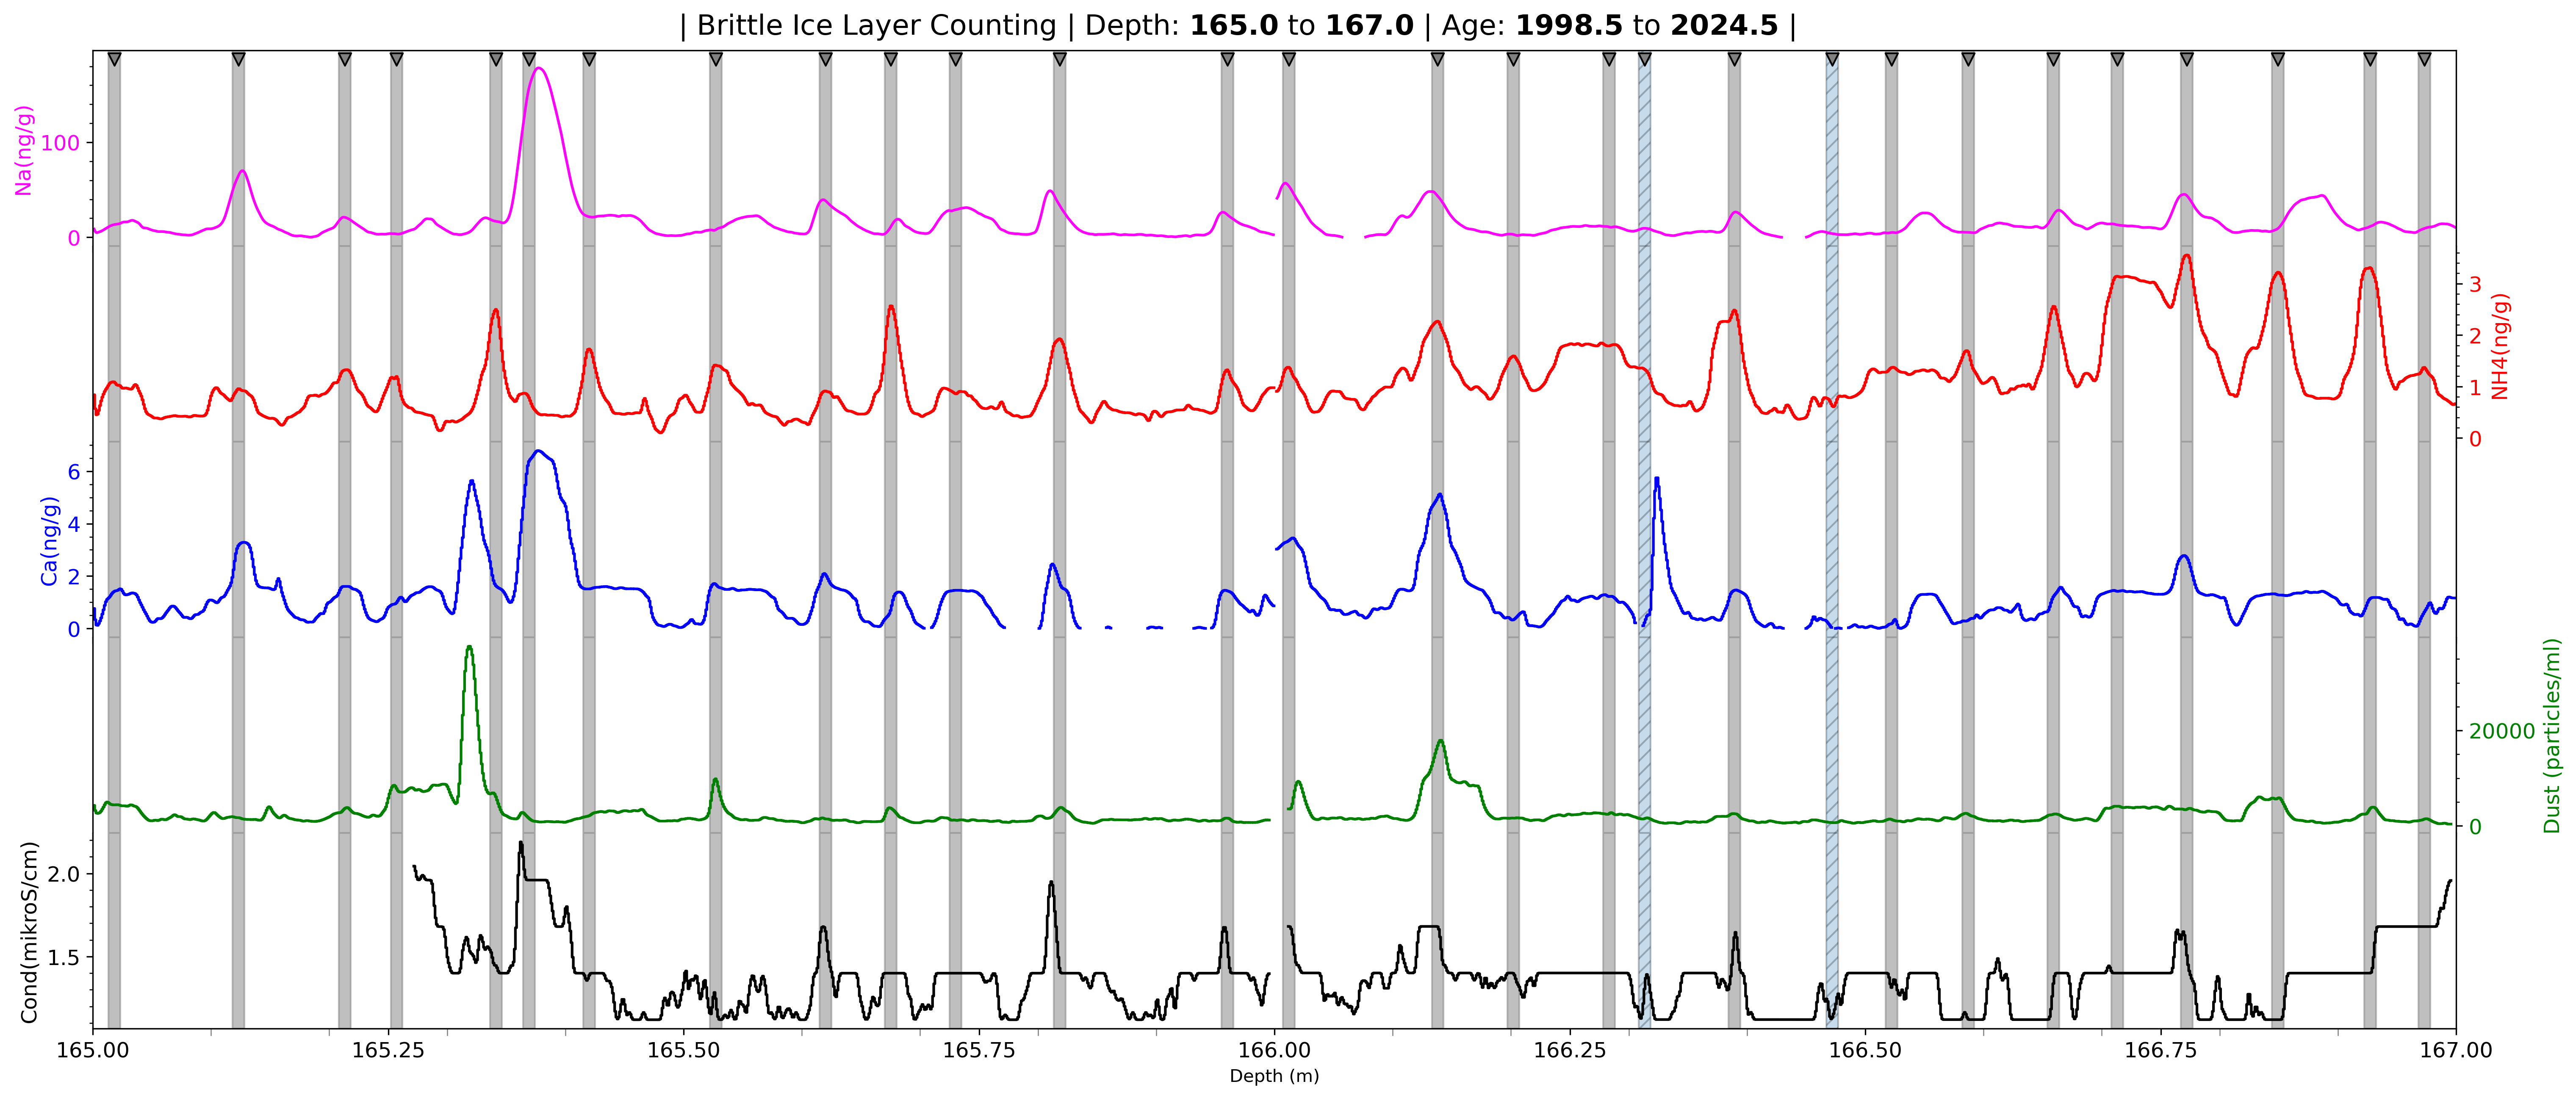 | Brittle Ice Layer Counting | Depth: 165.0 to 167.0 | Age: 1998.5 to 2024.5 |
Na(ng/g)
100
0
3
2
1
0
NH4(ng/g)
6
4
2
0
Ca(ng/g)
20000
0
Dust (particles/ml)
2.0
1.5
Cond(mikroS/cm)
165.00 165.25 165.50 165.75 166.00 166.25 166.50 166.75 167.00
Depth (m)